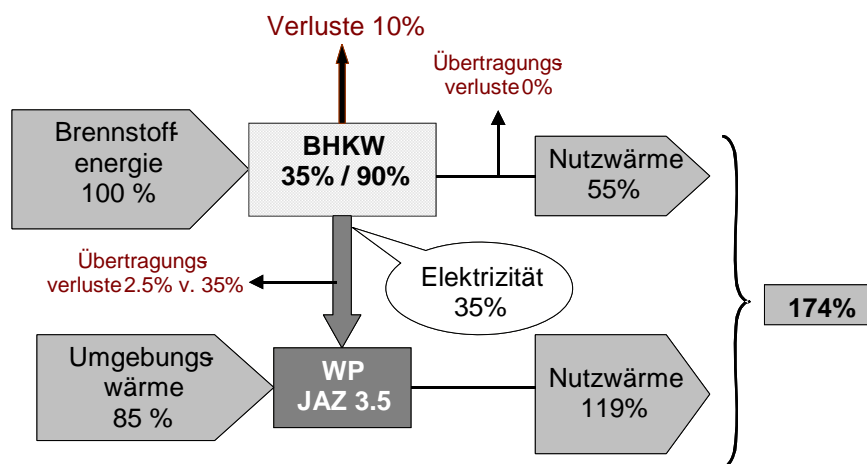 Verluste 10%
Übertragungs-
verluste 0%
Brennstoff-
energie
100 %
BHKW
35% / 90%
Nutzwärme
55%
Übertragungs-
verluste 2.5% v. 35%
Elektrizität
35%
174%
Umgebungs-
wärme
85 %
WP
JAZ 3.5
Nutzwärme
119%